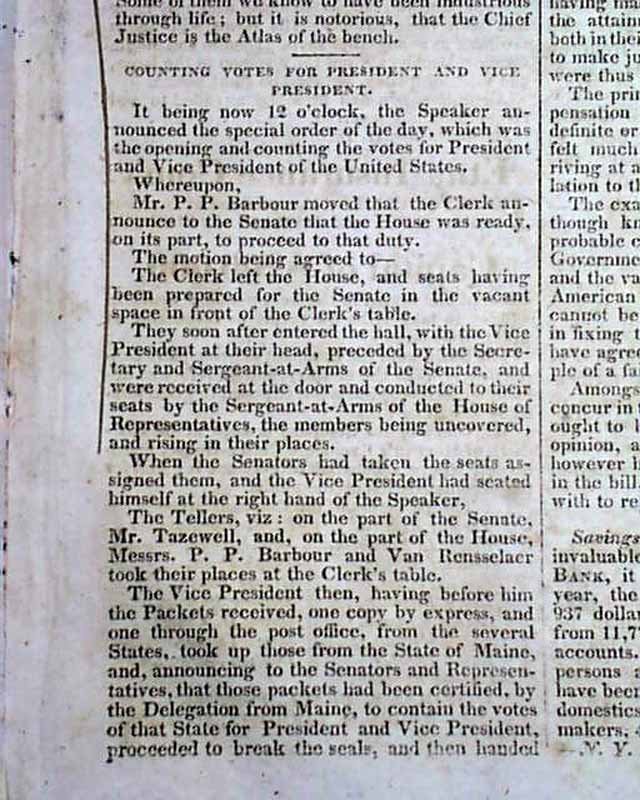 Some of them we know to have been industrious
through life; but it is notorious, that the Chief
Justice is the Atlas of the bench.
COUNTING VOTES FOR PRESIDENT AND VICE
PRESIDENT.
It being now 12 o'clock, the Speaker an-
nounced the special order of the day, which was
the opening and counting the votes for President
and Vice President of the United States.
Whereupon,
Mr. P. P. Barbour moved that the Clerk an-
nounce to the Senate that the House was ready,
on its part, to proceed to that duty.
The motion being agreed to—
The Clerk left the House, and seats having
been prepared for the Senate in the vacant
space in front of the Clerk's table.
They soon after entered the hall, with the Vice
President at their head, preceded by the Secre-
tary and Sergeant-at-Arms of the Senate, and
were received at the door and conducted to their
seats by the Sergeant-at-Arms of the House of
Representatives, the members being uncovered,
and rising in their places.
When the Senators had taken the seats as-
signed them, and the Vice President had seated
himself at the right hand of the Speaker,
The Tellers, viz: on the part of the Senate,
Mr. Tazewell, and, on the part of the House,
Messrs. P. P. Barbour and Van Rensselaer
took their places at the Clerk's table.
The Vice President then, having before him
the Packets received, one copy by express, and
one through the post office, from the several
States, took up those from the State of Maine,
and, announcing to the Senators and Represen-
tatives, that those packets had been certified, by
the Delegation from Maine, to contain the votes
of that State for President and Vice President,
proceeded to break the seals, and then handed
having
the attain
both in thei
to make ju
were thus
The prin
pensation
definite or
felt much
riving at a
lation to th
The exa
though kn
probable c
Governme
and the va
American
cannot be
in fixing t
have agree
ple of a fa
Amongs
concur in
ought to
opinion, a
however
in the bill.
with to re
Savings
invaluable
BANK, it
year, the
937 dollar
from 11,7
accounts.
persons a
have been
domestics
makers,
—N. Y.